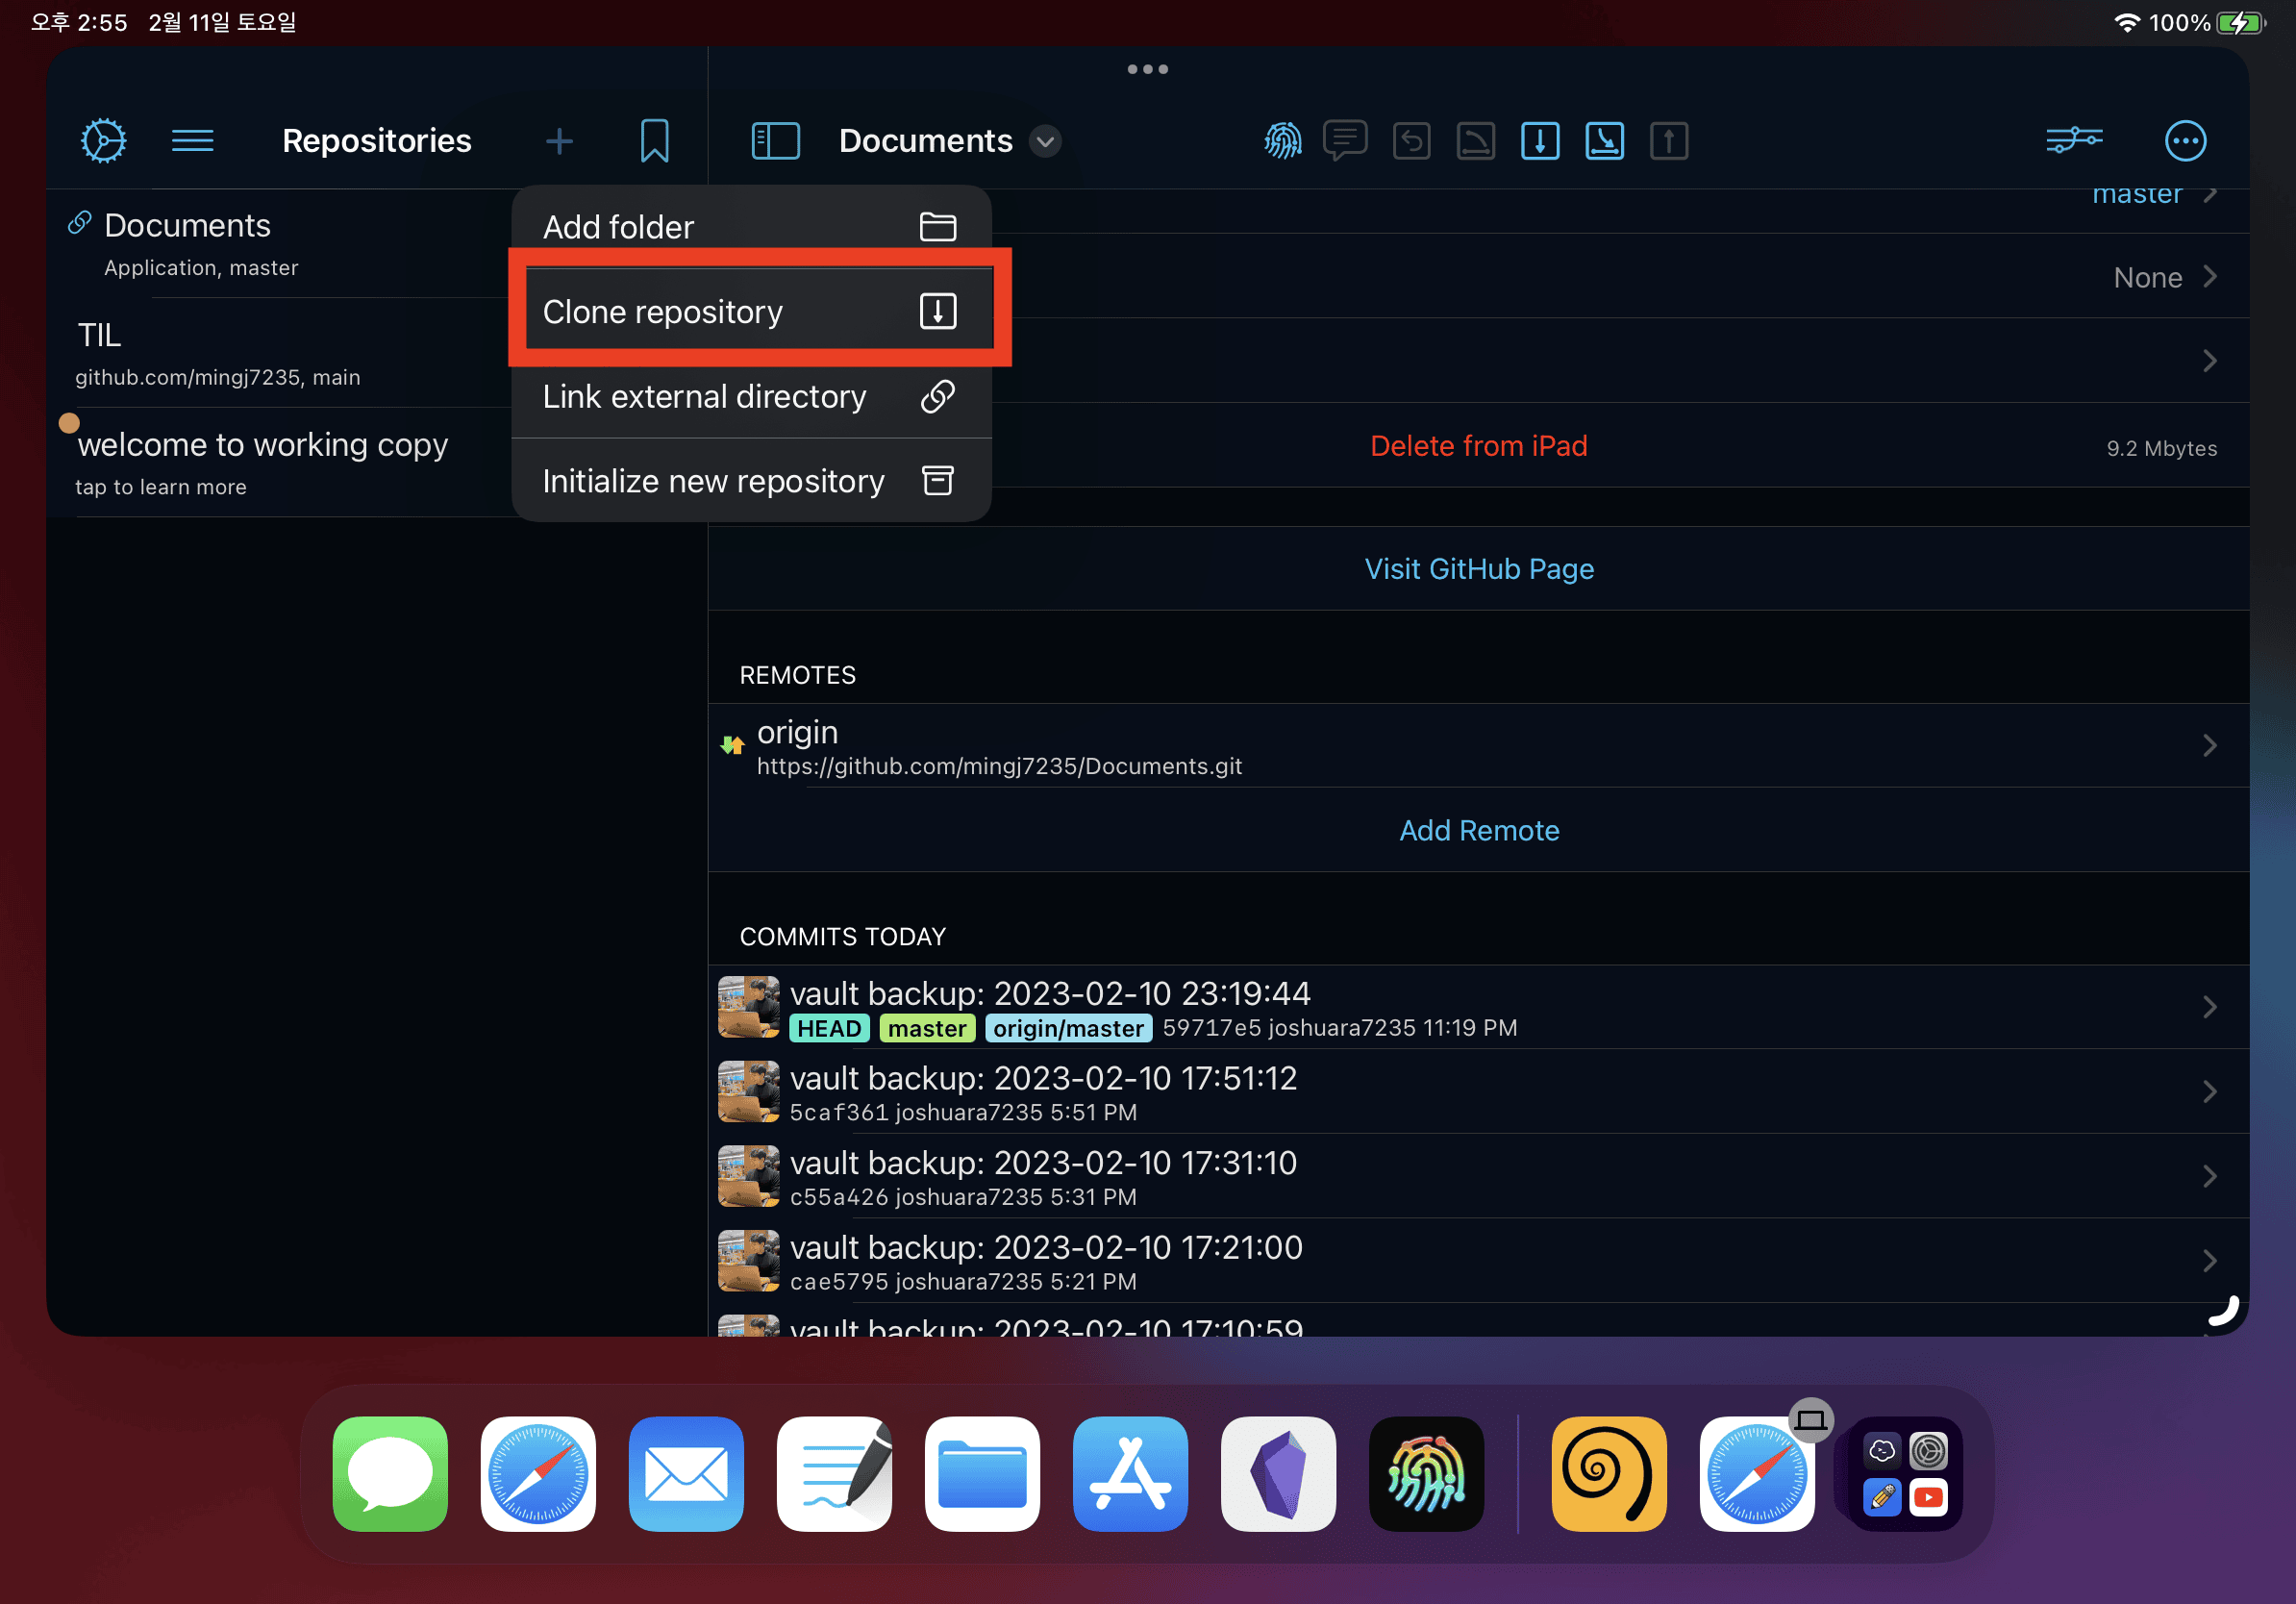 오후 2:55 2월 11일 토요일
100%
Repositories
Documents
Documents
Application, master
TIL
github.com/mingj7235, main
welcome to working copy
tap to learn more
Add folder
Clone repository
Link external directory
Initialize new repository
master
None
Delete from iPad
9.2 Mbytes
Visit GitHub Page
REMOTES
origin
https://github.com/mingj7235/Documents.git
Add Remote
COMMITS TODAY
vault backup: 2023-02-10 23:19:44
HEAD master origin/master 59717e5 joshuara7235 11:19 PM
vault backup: 2023-02-10 17:51:12
5caf361 joshuara7235 5:51 PM
vault backup: 2023-02-10 17:31:10
c55a426 joshuara7235 5:31 PM
vault backup: 2023-02-10 17:21:00
cae5795 joshuara7235 5:21 PM
vault backup: 2023-02-10 17:10:59